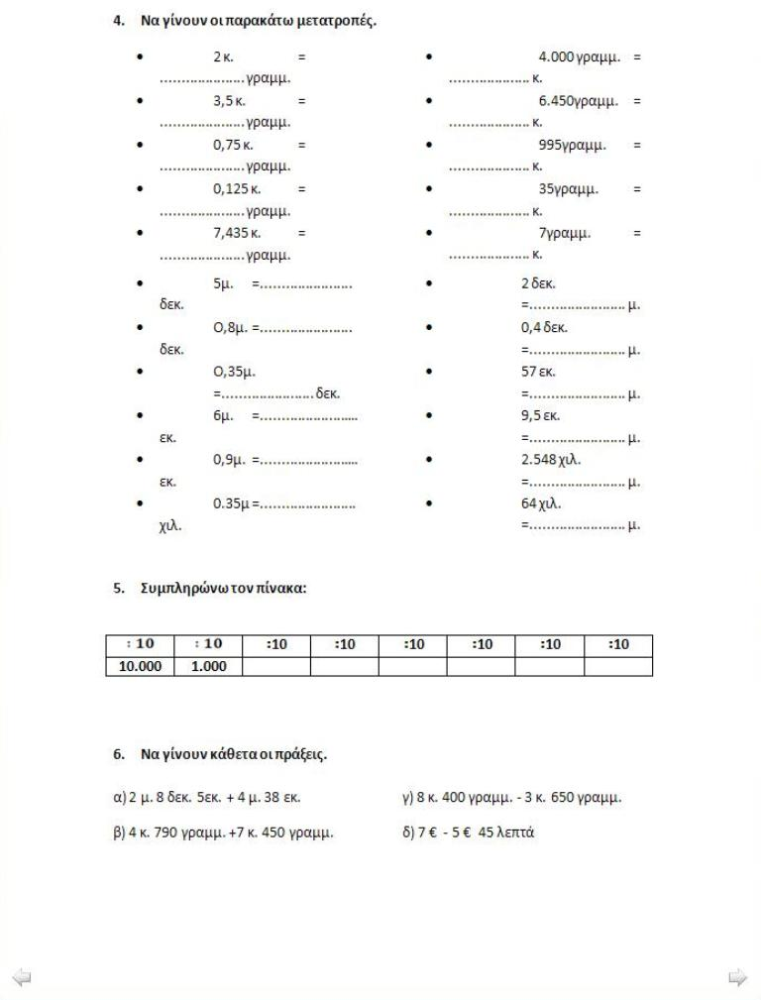 4. Να γίνουν οι παρακάτω μετατροπές.
• 2 κ. =
.....................γραμμ.
• 3,5 κ. =
.....................γραμμ.
• 0,75 κ. =
.....................γραμμ.
• 0,125 κ. =
.....................γραμμ.
• 7,435 κ. =
.....................γραμμ.
• 5μ. =.......................
δεκ.
• Ο,8μ. =.......................
δεκ.
• Ο,35μ.
=.......................δεκ.
• 6μ. =........................
εκ.
• 0,9μ. =........................
εκ.
• 0.35μ =.......................
χιλ.
• 4.000 γραμμ. =
.................... κ.
• 6.450γραμμ. =
.................... κ.
• 995γραμμ. =
.................... κ.
• 35γραμμ. =
.................... κ.
• 7γραμμ. =
.................... κ.
• 2 δεκ.
=........................ μ.
• 0,4 δεκ.
=........................ μ.
• 57 εκ.
=........................ μ.
• 9,5 εκ.
=........................ μ.
• 2.548 χιλ.
=........................ μ.
• 64 χιλ.
=........................ μ.
5. Συμπληρώνω τον πίνακα:
: 10 : 10 :10 :10 :10 :10 :10 :10
10.000 1.000
6. Να γίνουν κάθετα οι πράξεις.
α) 2 μ. 8 δεκ. 5εκ. + 4 μ. 38 εκ. γ) 8 κ. 400 γραμμ. - 3 κ. 650 γραμμ.
β) 4 κ. 790 γραμμ. +7 κ. 450 γραμμ. δ) 7 € - 5 € 45 λεπτά